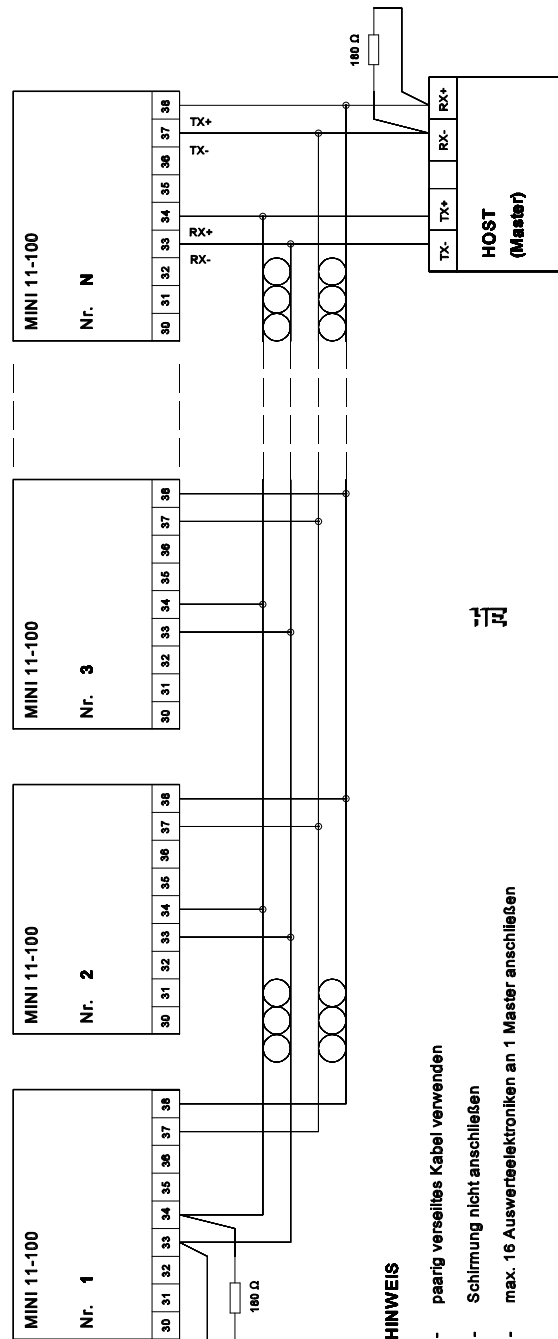 MINI 11-100
Nr. 1
30 31 32 33 34 35 36 37 38
180 Ω
MINI 11-100
Nr. 2
30 31 32 33 34 35 36 37 38
MINI 11-100
Nr. 3
30 31 32 33 34 35 36 37 38
MINI 11-100
Nr. N
30 31 32 33 34 35 36 37 38
TX+
TX-
RX+
RX-
180 Ω
TX- TX+ RX- RX+
HOST
(Master)
HINWEIS
- paarig verseiltes Kabel verwenden
- Schirmung nicht anschließen
- max. 16 Auswerteelektroniken an 1 Master anschließen